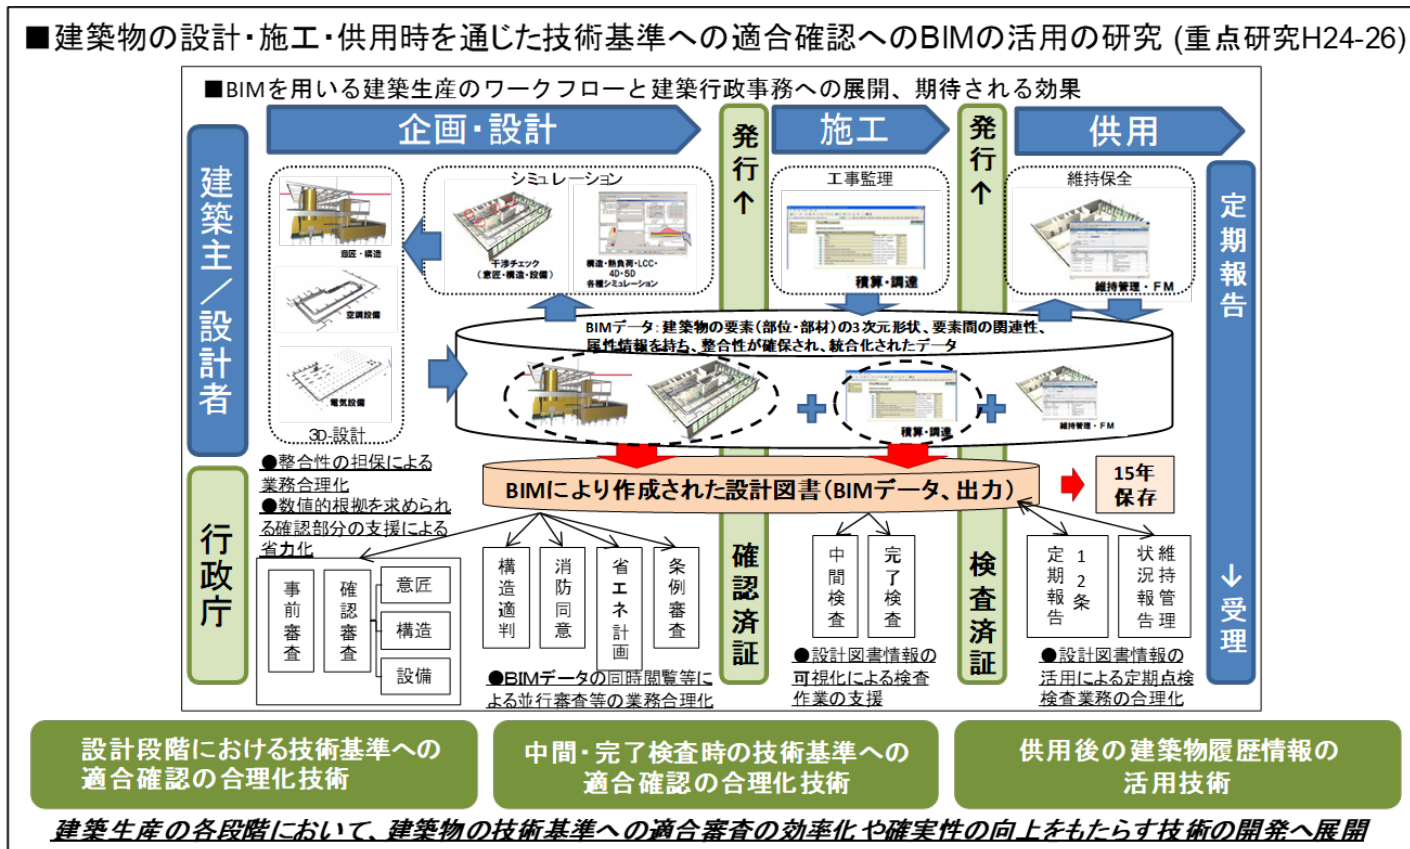 ■建築物の設計・施工・供用時を通じた技術基準への適合確認へのBIMの活用の研究 (重点研究H24-26)
■BIMを用いる建築生産のワークフローと建築行政事務への展開、期待される効果
企画・設計
発行↑
施工
発行↑
供用
建築主／設計者
定期報告
シミュレーション
工事監理
維持保全
意匠・構造
干渉チェック
（意匠・構造・設備）
構造・熱負荷・LCC・
4D・5D
各種シミュレーション
積算・調達
維持管理・ＦＭ
空調設備
電気設備
3D-設計
BIMデータ：建築物の要素（部位・部材）の3次元形状、要素間の関連性、
属性情報を持ち、整合性が確保され、統合化されたデータ
積算・調達
維持管理・ＦＭ
●整合性の担保による
業務合理化
●数値的根拠を求められ
る確認部分の支援による
省力化
BIMにより作成された設計図書（BIMデータ、出力）
15年
保存
行政庁
事前審査
確認審査
意匠
構造
設備
構造適判
消防同意
省エネ計画
条例審査
確認済証
中間検査
完了検査
検査済証
１２条
定期報告
維持管理
状況報告
↓受理
●BIMデータの同時閲覧等に
よる並行審査等の業務合理化
●設計図書情報の
可視化による検査
作業の支援
●設計図書情報の
活用による定期点検
検査業務の合理化
設計段階における技術基準への
適合確認の合理化技術
中間・完了検査時の技術基準への
適合確認の合理化技術
供用後の建築物履歴情報の
活用技術
建築生産の各段階において、建築物の技術基準への適合審査の効率化や確実性の向上をもたらす技術の開発へ展開